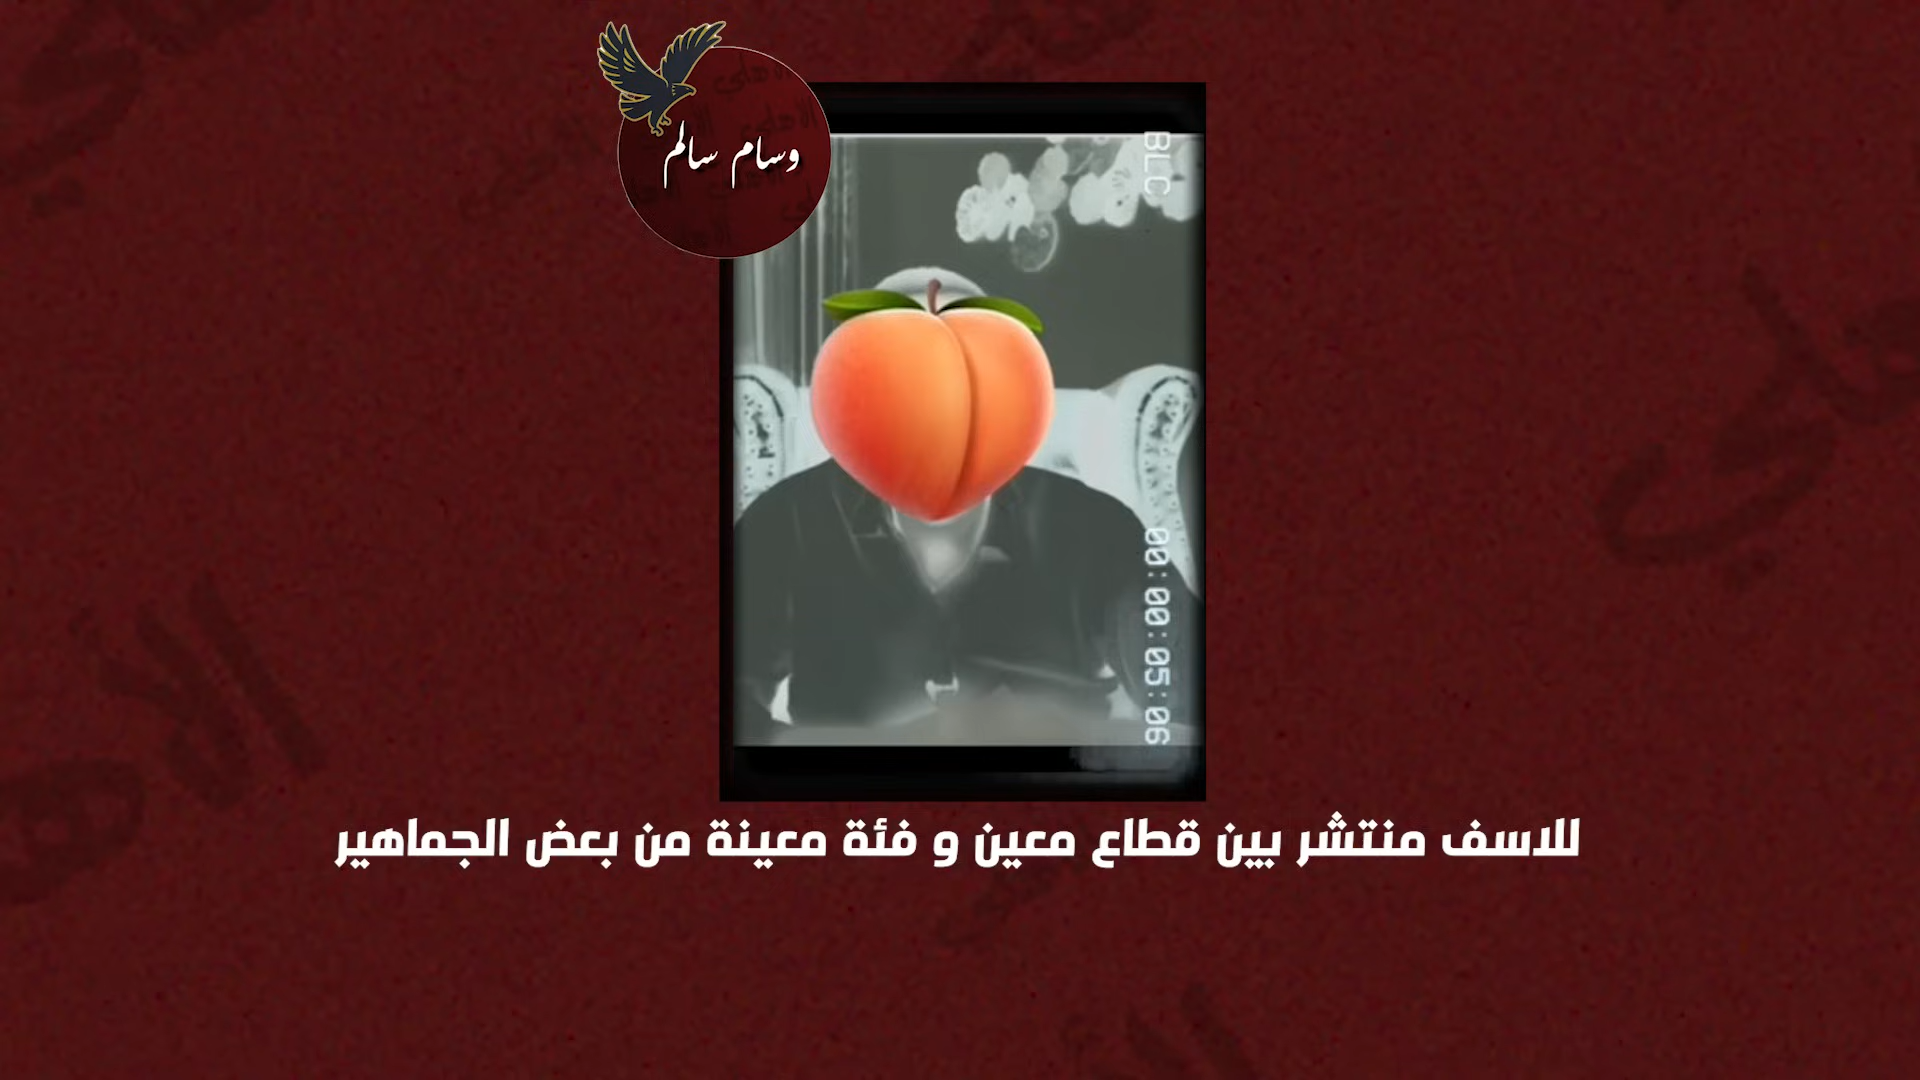 وسام سالم
BLC
00:00:05:06
للاسف منتشر بين قطاع معين و فئة معينة من بعض الجماهير